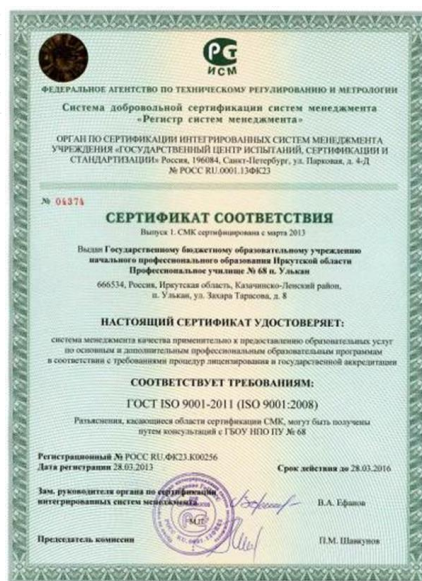 РСТ
ИСМ
ФЕДЕРАЛЬНОЕ АГЕНТСТВО ПО ТЕХНИЧЕСКОМУ РЕГУЛИРОВАНИЮ И МЕТРОЛОГИИ
Система добровольной сертификации систем менеджмента
«Регистр систем менеджмента»
ОРГАН ПО СЕРТИФИКАЦИИ ИНТЕГРИРОВАННЫХ СИСТЕМ МЕНЕДЖМЕНТА
УЧРЕЖДЕНИЯ «ГОСУДАРСТВЕННЫЙ ЦЕНТР ИСПЫТАНИЙ, СЕРТИФИКАЦИИ И
СТАНДАРТИЗАЦИИ» Россия, 196084, Санкт-Петербург, ул. Парковая, д. 4-Д
№ РОСС RU.0001.13ФК23
№ 04374
СЕРТИФИКАТ СООТВЕТСТВИЯ
Выпуск 1. СМК сертифицирована с марта 2013
Выдан Государственному бюджетному образовательному учреждению
начального профессионального образования Иркутской области
Профессиональное училище № 68 п. Улькан
666534, Россия, Иркутская область, Казачинско-Ленский район,
п. Улькан, ул. Захара Тарасова, д. 8
НАСТОЯЩИЙ СЕРТИФИКАТ УДОСТОВЕРЯЕТ:
система менеджмента качества применительно к предоставлению образовательных услуг
по основным и дополнительным профессиональным образовательным программам
в соответствии с требованиями процедур лицензирования и государственной аккредитации
СООТВЕТСТВУЕТ ТРЕБОВАНИЯМ:
ГОСТ ISO 9001-2011 (ISO 9001:2008)
Разъяснения, касающиеся области сертификации СМК, могут быть получены
путем консультаций с ГБОУ НПО ПУ № 68
Регистрационный № РОСС RU.ФК23.К00256
Дата регистрации 28.03.2013 Срок действия до 28.03.2016
Зам. руководителя органа по сертификации
интегрированных систем менеджмента В.А. Ефанов
М.П.
Председатель комиссии П.М. Шанкунов